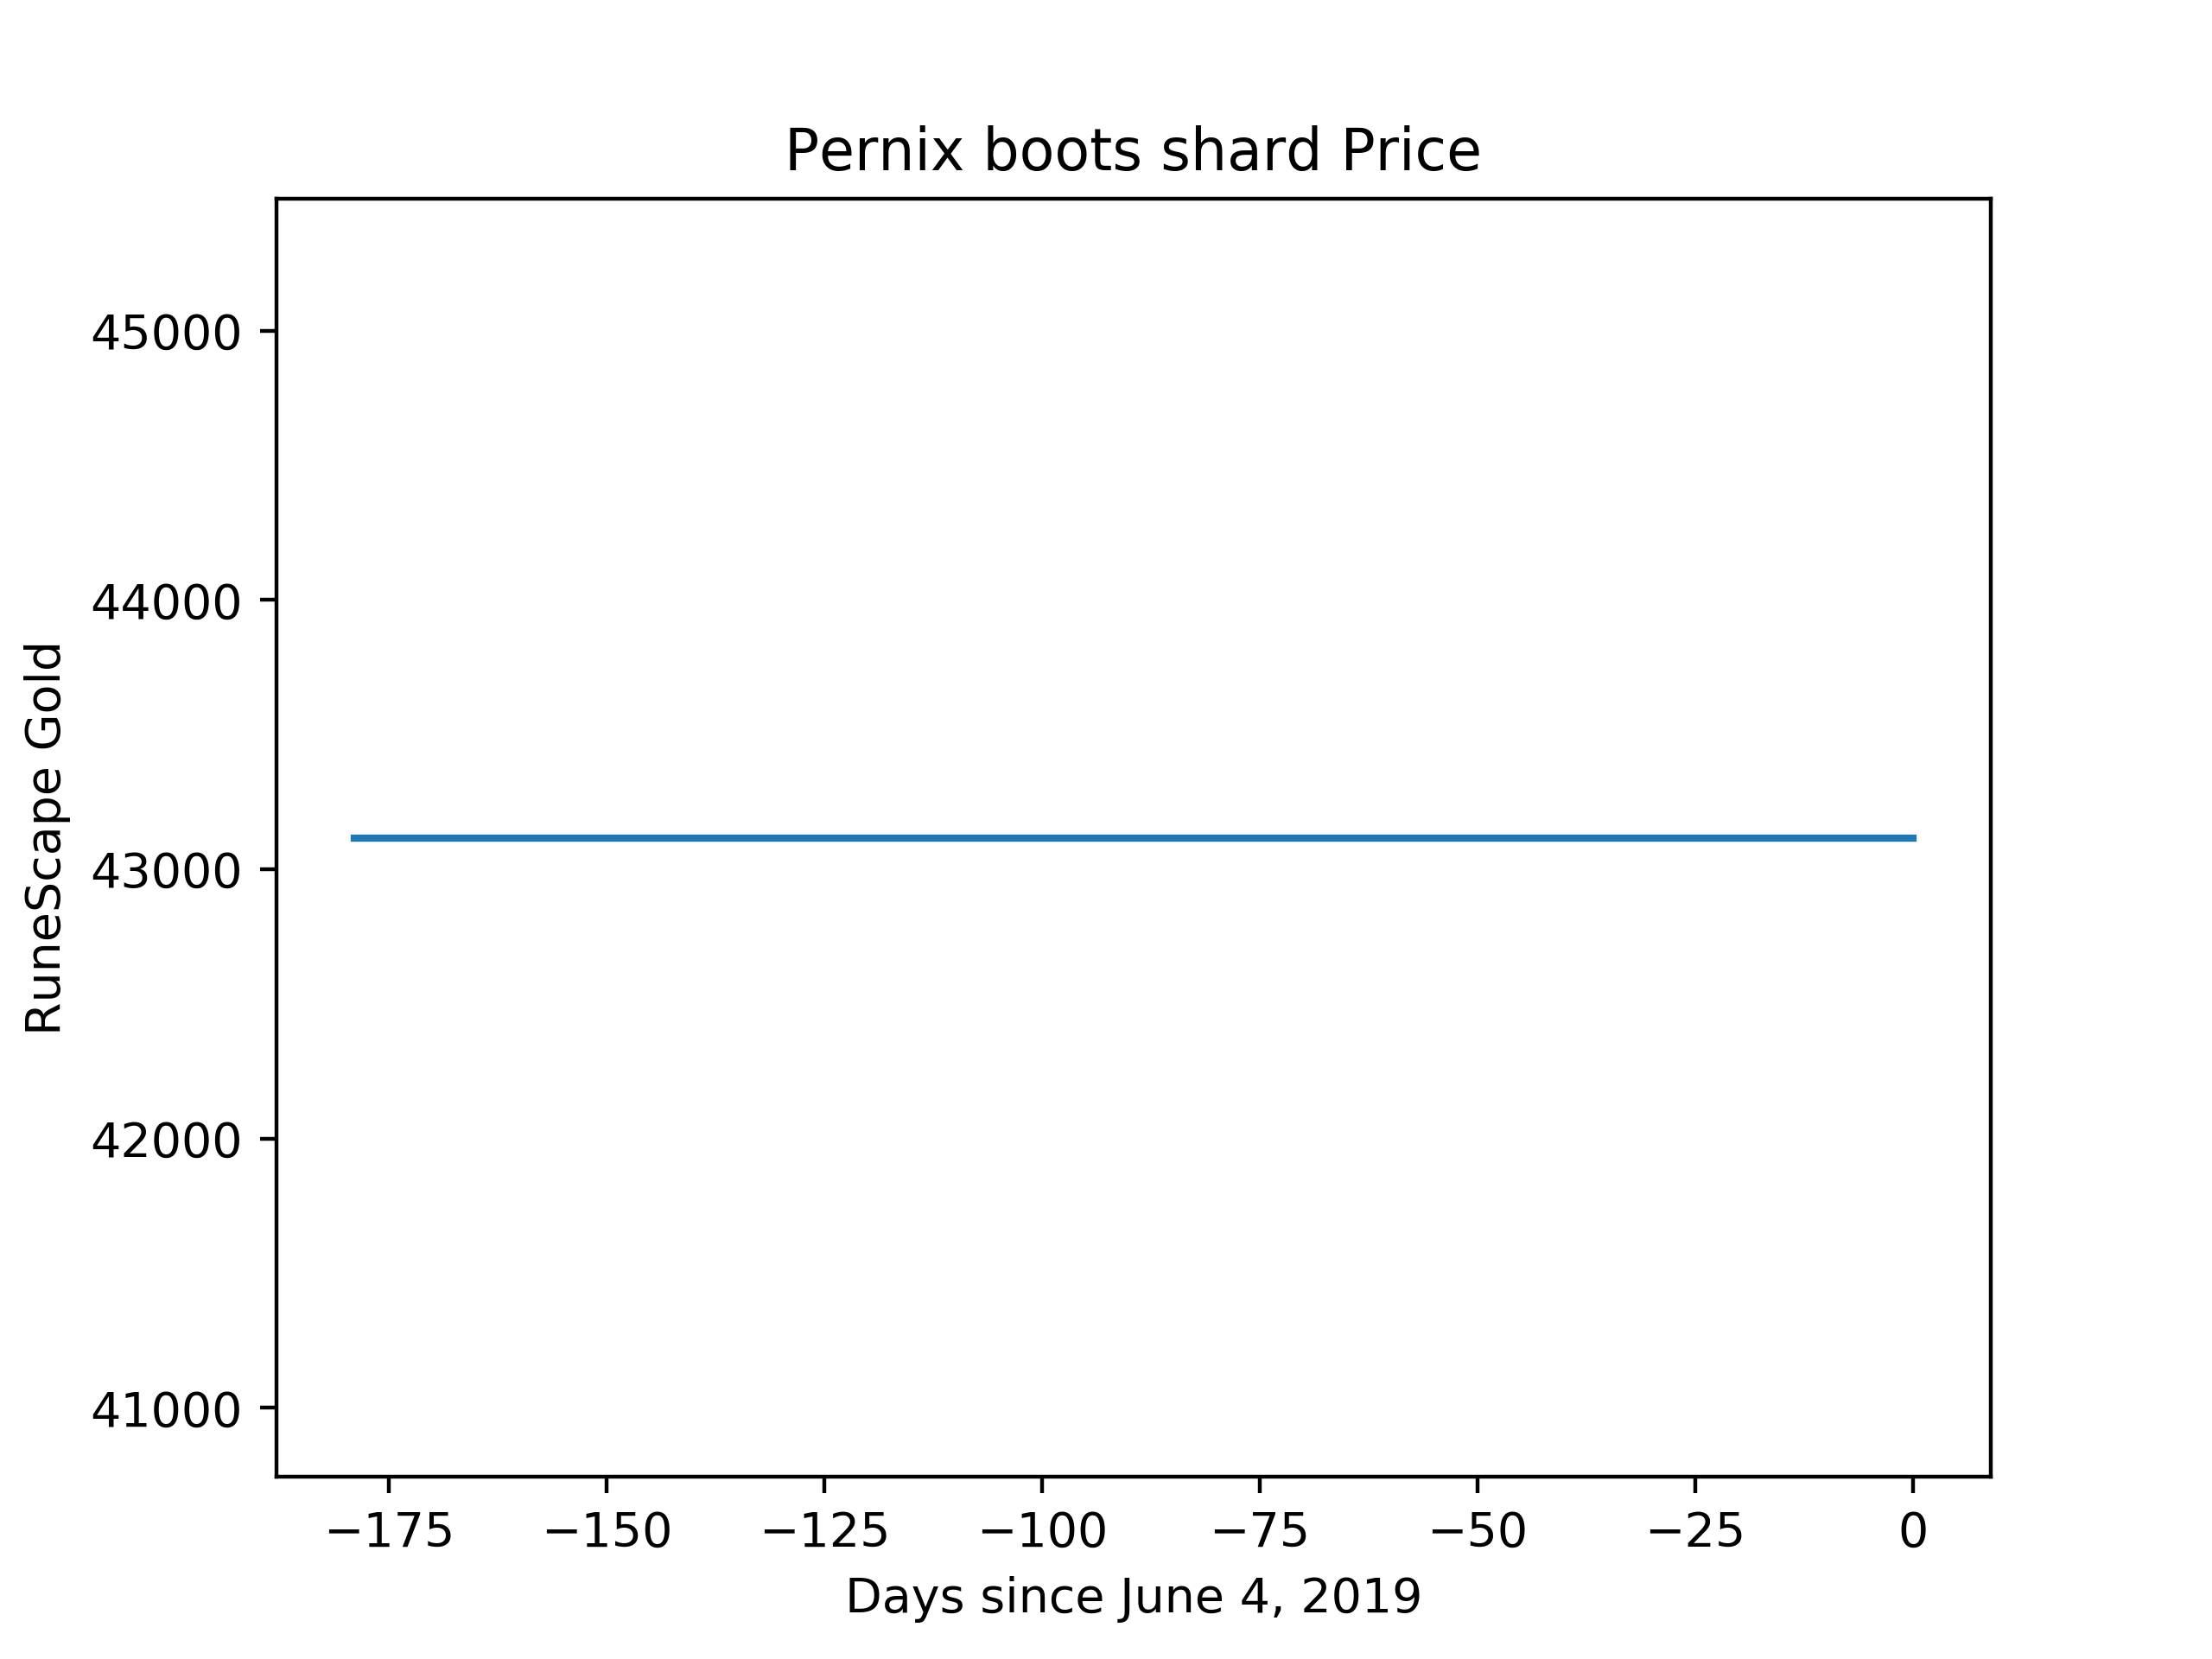 Pernix boots shard Price
RuneScape Gold
45000
44000
43000
42000
41000
−175 −150 −125 −100 −75 −50 −25 0
Days since June 4, 2019